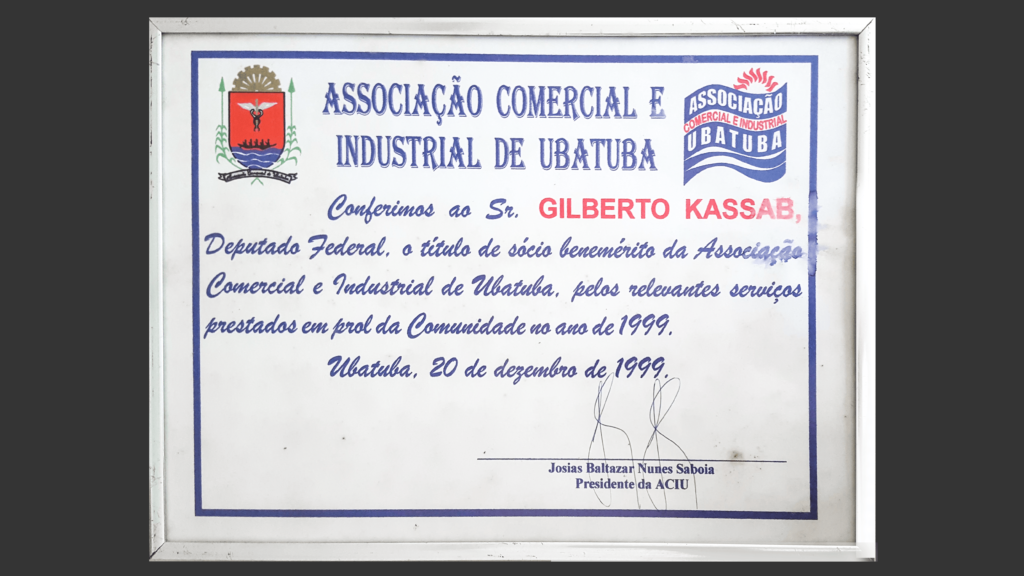 ASSOCIAÇÃO COMERCIAL E
INDUSTRIAL DE UBATUBA
ASSOCIAÇÃO
COMERCIAL E INDUSTRIAL
UBATUBA
Conferimos ao Sr. GILBERTO KASSAB,
Deputado Federal, o título de sócio benemérito da Associação
Comercial e Industrial de Ubatuba, pelos relevantes serviços
prestados em prol da Comunidade no ano de 1999.
Ubatuba, 20 de dezembro de 1999.
Josias Baltazar Nunes Saboia
Presidente da ACIU